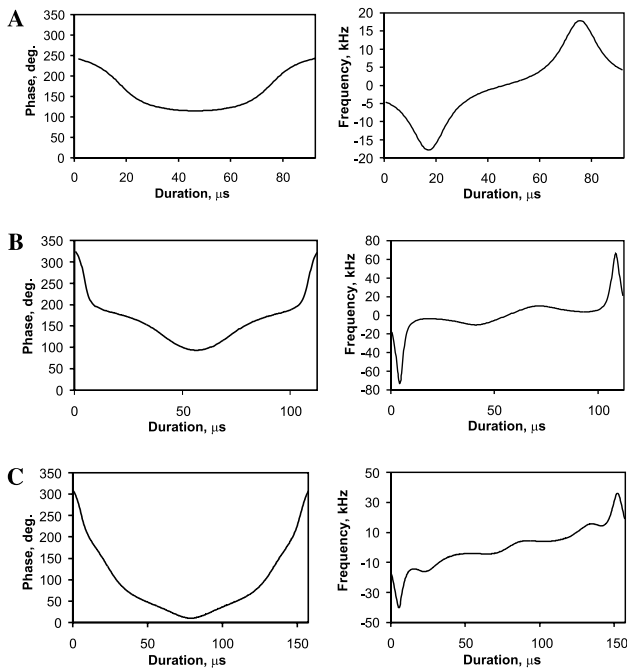 A
350
300
250
200
150
100
50
0
Phase, deg.
0 20 40 60 80
Duration, μs
20
15
10
5
0
-5
-10
-15
-20
Frequency, kHz
0 20 40 60 80
Duration, μs
B
350
300
250
200
150
100
50
0
Phase, deg.
0 50 100
Duration, μs
80
60
40
20
0
-20
-40
-60
-80
Frequency, kHz
0 50 100
Duration, μs
C
350
300
250
200
150
100
50
0
Phase, deg.
0 50 100 150
Duration, μs
50
30
10
-10
-30
-50
Frequency, kHz
0 50 100 150
Duration, μs